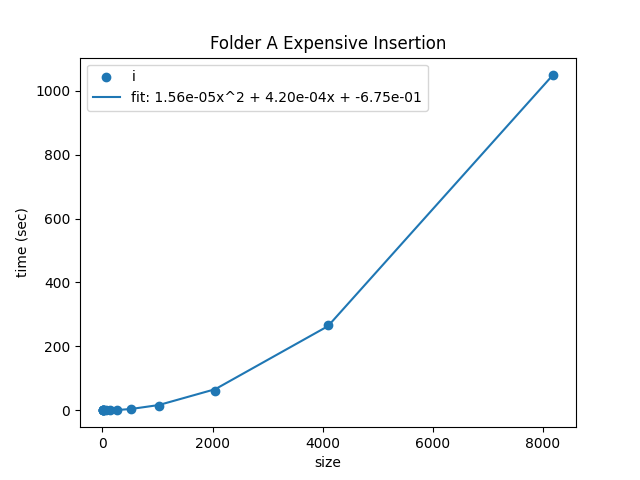 Folder A Expensive Insertion
i
fit: 1.56e-05x^2 + 4.20e-04x + -6.75e-01
1000
800
600
400
200
0
time (sec)
0 2000 4000 6000 8000
size